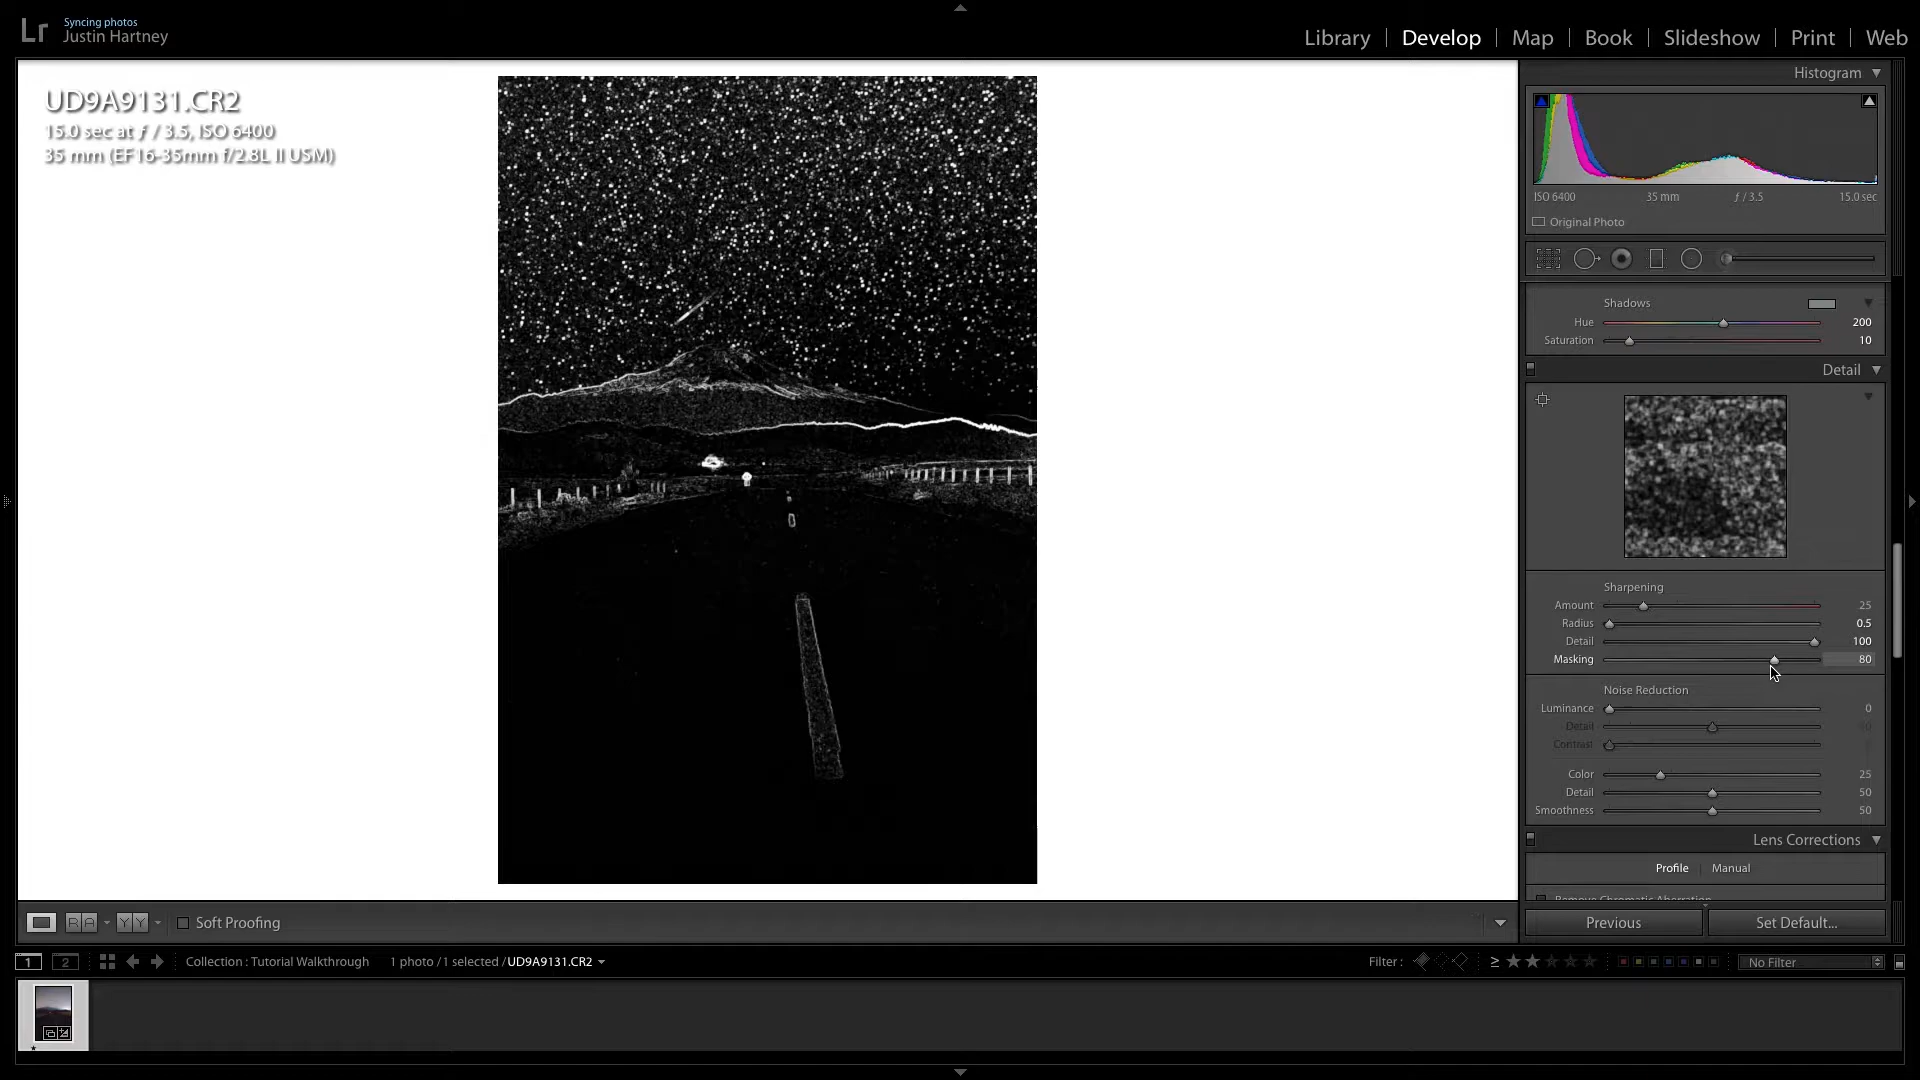 Lr
Syncing photos
Justin Hartney
Library | Develop | Map | Book | Slideshow | Print | Web
UD9A9131.CR2
15.0 sec at f / 3.5, ISO 6400
35 mm (EF16-35mm f/2.8L II USM)
Histogram
ISO 6400 35 mm f / 3.5 15.0 sec
Original Photo
Shadows
Hue 200
Saturation 10
Detail
Sharpening
Amount 25
Radius 0.5
Detail 100
Masking 80
Noise Reduction
Luminance 0
Detail
Contrast
Color 25
Detail 50
Smoothness 50
Lens Corrections
Profile | Manual
Remove Chromatic Aberration
Previous Set Default...
R A Y Y Soft Proofing
1 2 Collection : Tutorial Walkthrough 1 photo / 1 selected / UD9A9131.CR2 Filter : ≥ No Filter